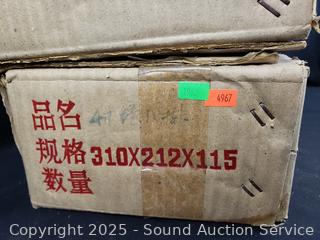 品名
规格 310X212X115
数量
4967
Copyright 2025 - Sound Auction Service